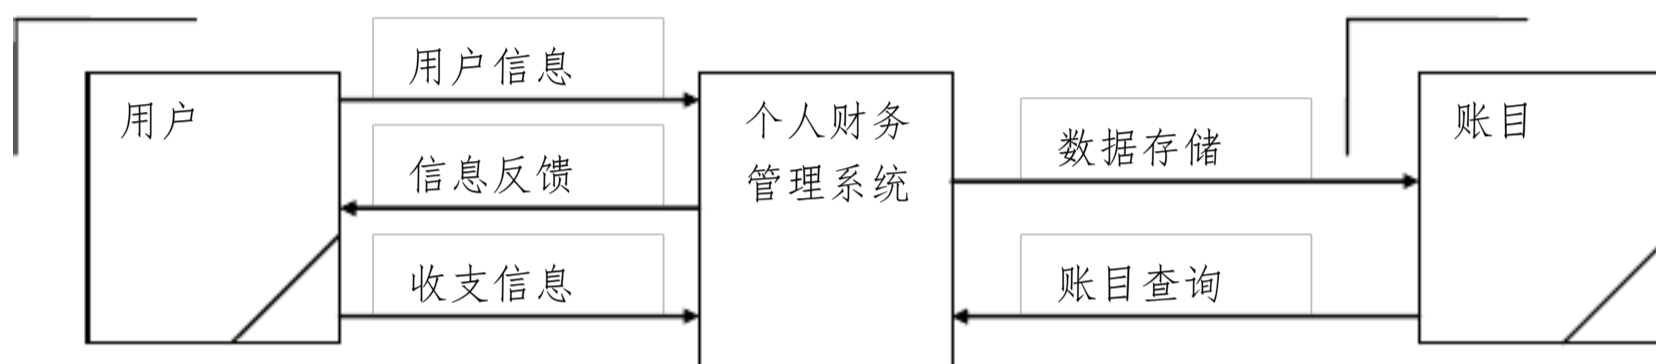 用户
用户信息
信息反馈
收支信息
个人财务
管理系统
数据存储
账目查询
账目